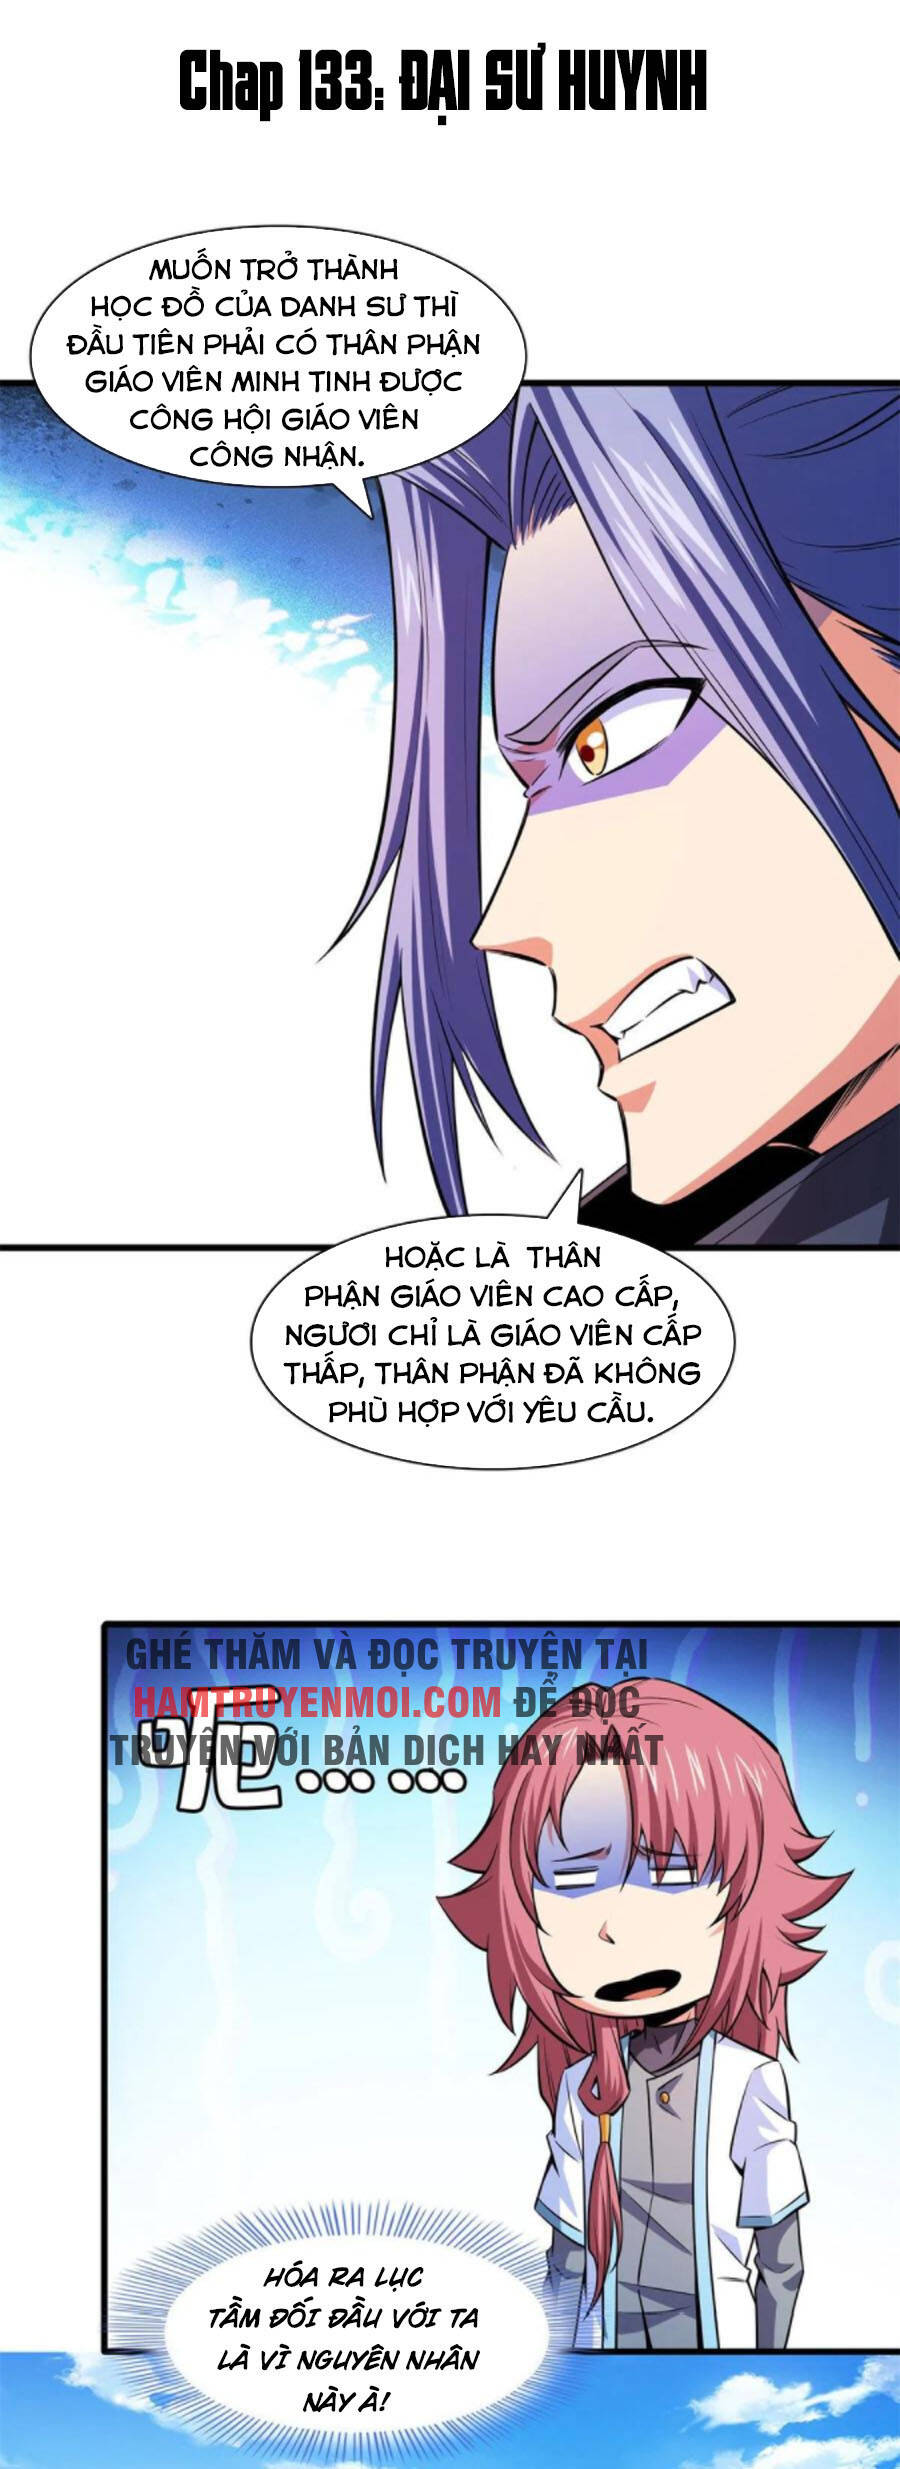 Chap 133: ĐẠI SƯ HUYNH
MUỐN TRỞ THÀNH
HỌC ĐỒ CỦA DANH SƯ THÌ
ĐẦU TIÊN PHẢI CÓ THÂN PHẬN
GIÁO VIÊN MINH TINH ĐƯỢC
CÔNG HỘI GIÁO VIÊN
CÔNG NHẬN.
HOẶC LÀ THÂN
PHẬN GIÁO VIÊN CAO CẤP,
NGƯƠI CHỈ LÀ GIÁO VIÊN CẤP
THẤP, THÂN PHẬN ĐÃ KHÔNG
PHÙ HỢP VỚI YÊU CẦU.
GHÉ THĂM VÀ ĐỌC TRUYỆN TẠI
HAMTRUYENMOI.COM ĐỂ ĐỌC
TRUYỆN VỚI BẢN DỊCH HAY NHẤT
呃……
HÓA RA LỤC
TẦM ĐỐI ĐẦU VỚI TA
LÀ VÌ NGUYÊN NHÂN
NÀY À!